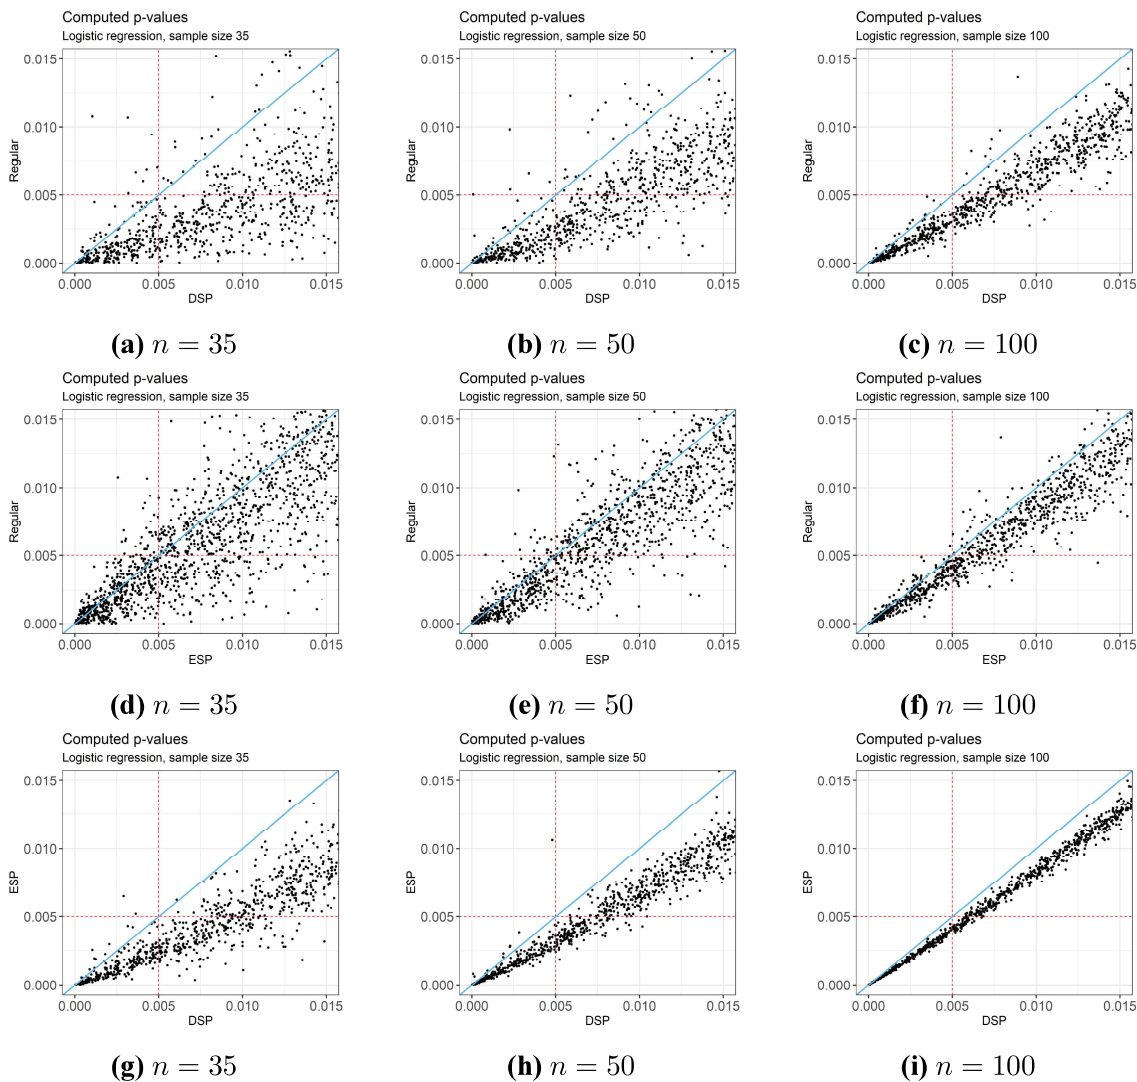 Computed p-values
Logistic regression, sample size 35
0.015
0.010
0.005
0.000
Regular
0.000 0.005 0.010 0.015
DSP
(a) n = 35
Computed p-values
Logistic regression, sample size 50
0.015
0.010
0.005
0.000
Regular
0.000 0.005 0.010 0.015
DSP
(b) n = 50
Computed p-values
Logistic regression, sample size 100
0.015
0.010
0.005
0.000
Regular
0.000 0.005 0.010 0.015
DSP
(c) n = 100
Computed p-values
Logistic regression, sample size 35
0.015
0.010
0.005
0.000
Regular
0.000 0.005 0.010 0.015
ESP
(d) n = 35
Computed p-values
Logistic regression, sample size 50
0.015
0.010
0.005
0.000
Regular
0.000 0.005 0.010 0.015
ESP
(e) n = 50
Computed p-values
Logistic regression, sample size 100
0.015
0.010
0.005
0.000
Regular
0.000 0.005 0.010 0.015
ESP
(f) n = 100
Computed p-values
Logistic regression, sample size 35
0.015
0.010
0.005
0.000
ESP
0.000 0.005 0.010 0.015
DSP
(g) n = 35
Computed p-values
Logistic regression, sample size 50
0.015
0.010
0.005
0.000
ESP
0.000 0.005 0.010 0.015
DSP
(h) n = 50
Computed p-values
Logistic regression, sample size 100
0.015
0.010
0.005
0.000
ESP
0.000 0.005 0.010 0.015
DSP
(i) n = 100